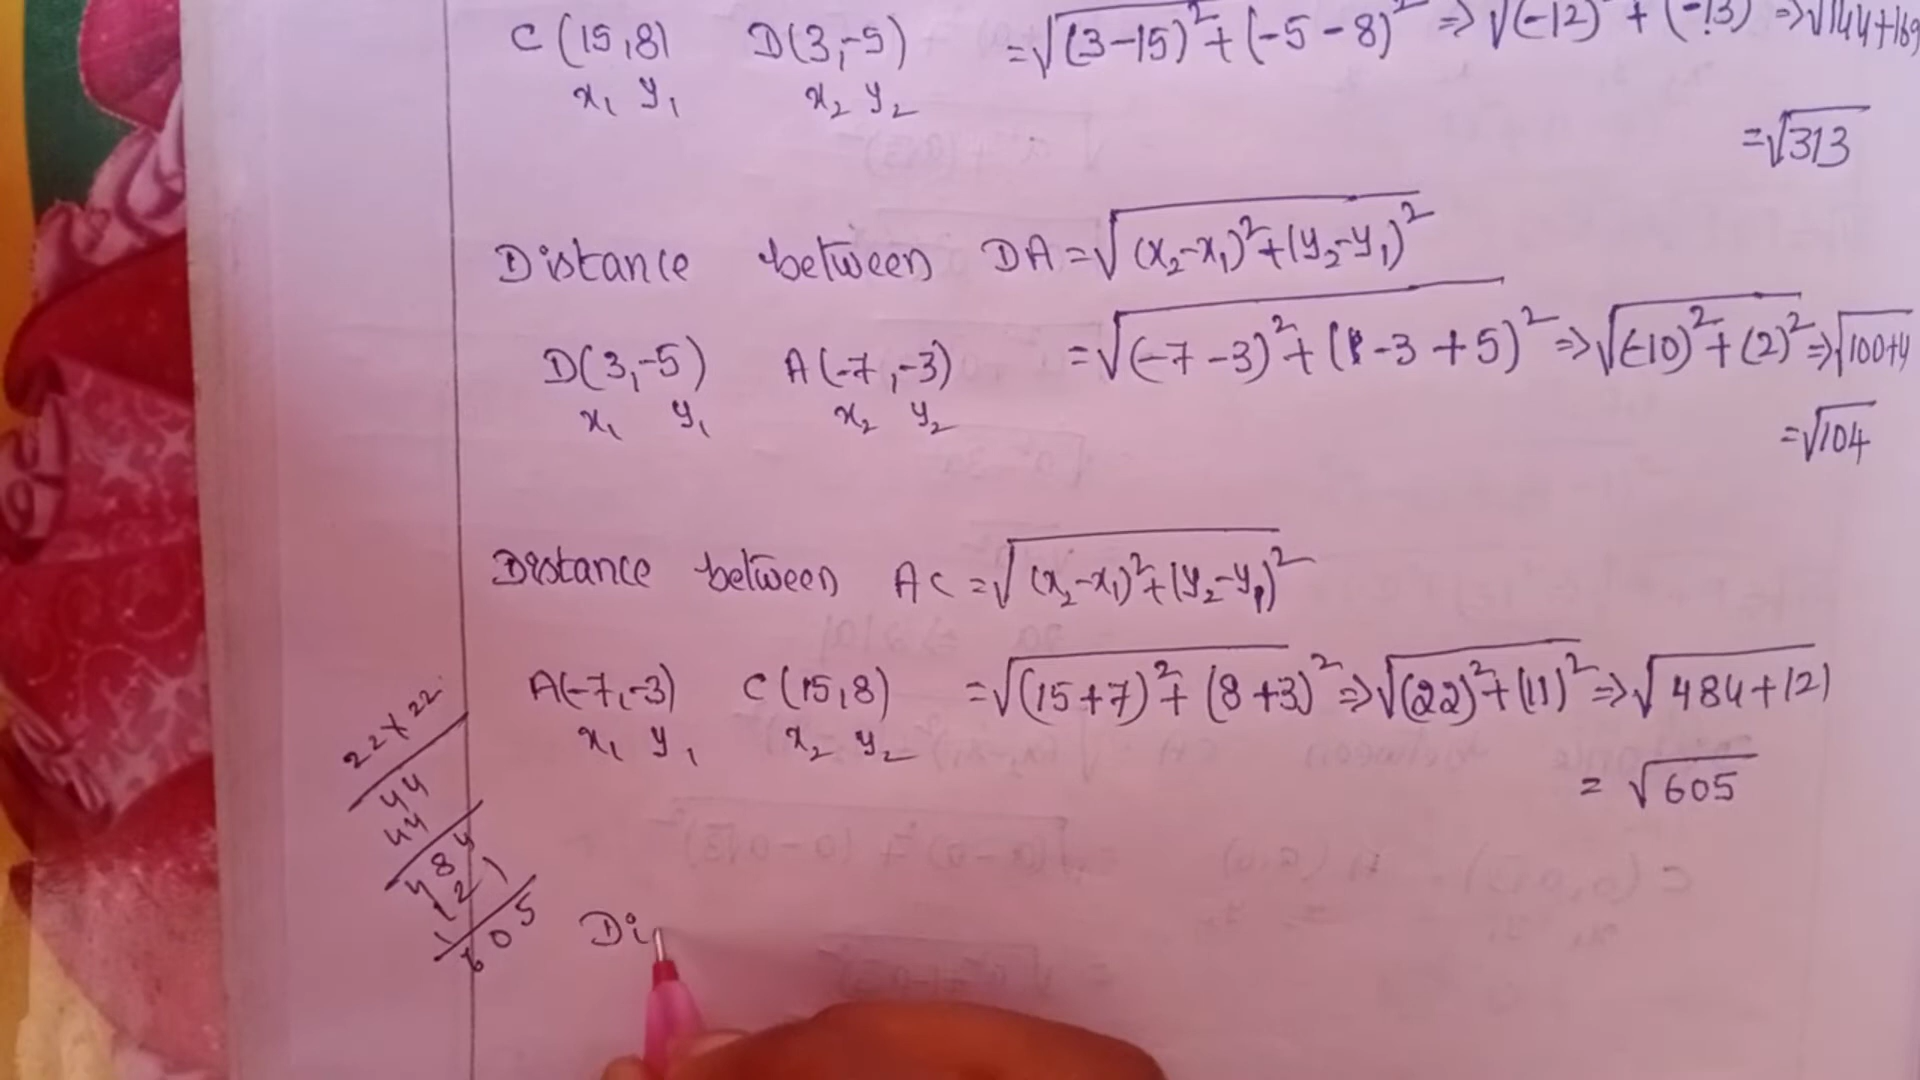 C (15,8) D(3,-5) =√(3-15)²+(-5-8)² ⇒ √(-12)² + (-13)² ⇒√144+169
x₁ y₁ x₂ y₂
=√313
Distance between DA =√(x₂-x₁)²+(y₂-y₁)²
D(3,-5) A(-7,-3) =√(-7-3)²+(-3+5)² ⇒ √(-10)²+(2)² ⇒√100+4
x₁ y₁ x₂ y₂
=√104
Distance between AC =√(x₂-x₁)²+(y₂-y₁)²
A(-7,-3) C(15,8) =√(15+7)²+(8+3)² ⇒√(22)²+(11)² ⇒√484+121
x₁ y₁ x₂ y₂
= √605
22×22
44
44
484
121
605
Di